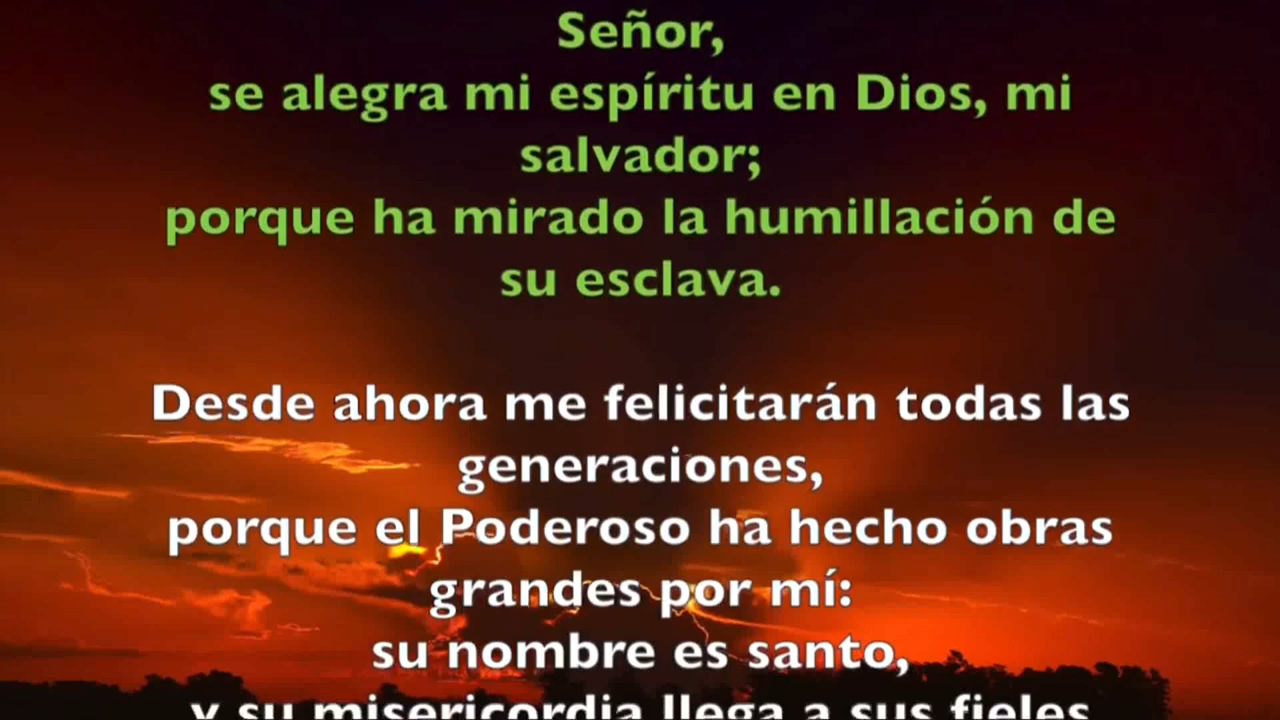 Señor,
se alegra mi espíritu en Dios, mi
salvador;
porque ha mirado la humillación de
su esclava.
Desde ahora me felicitarán todas las
generaciones,
porque el Poderoso ha hecho obras
grandes por mí:
su nombre es santo,
y su misericordia llega a sus fieles